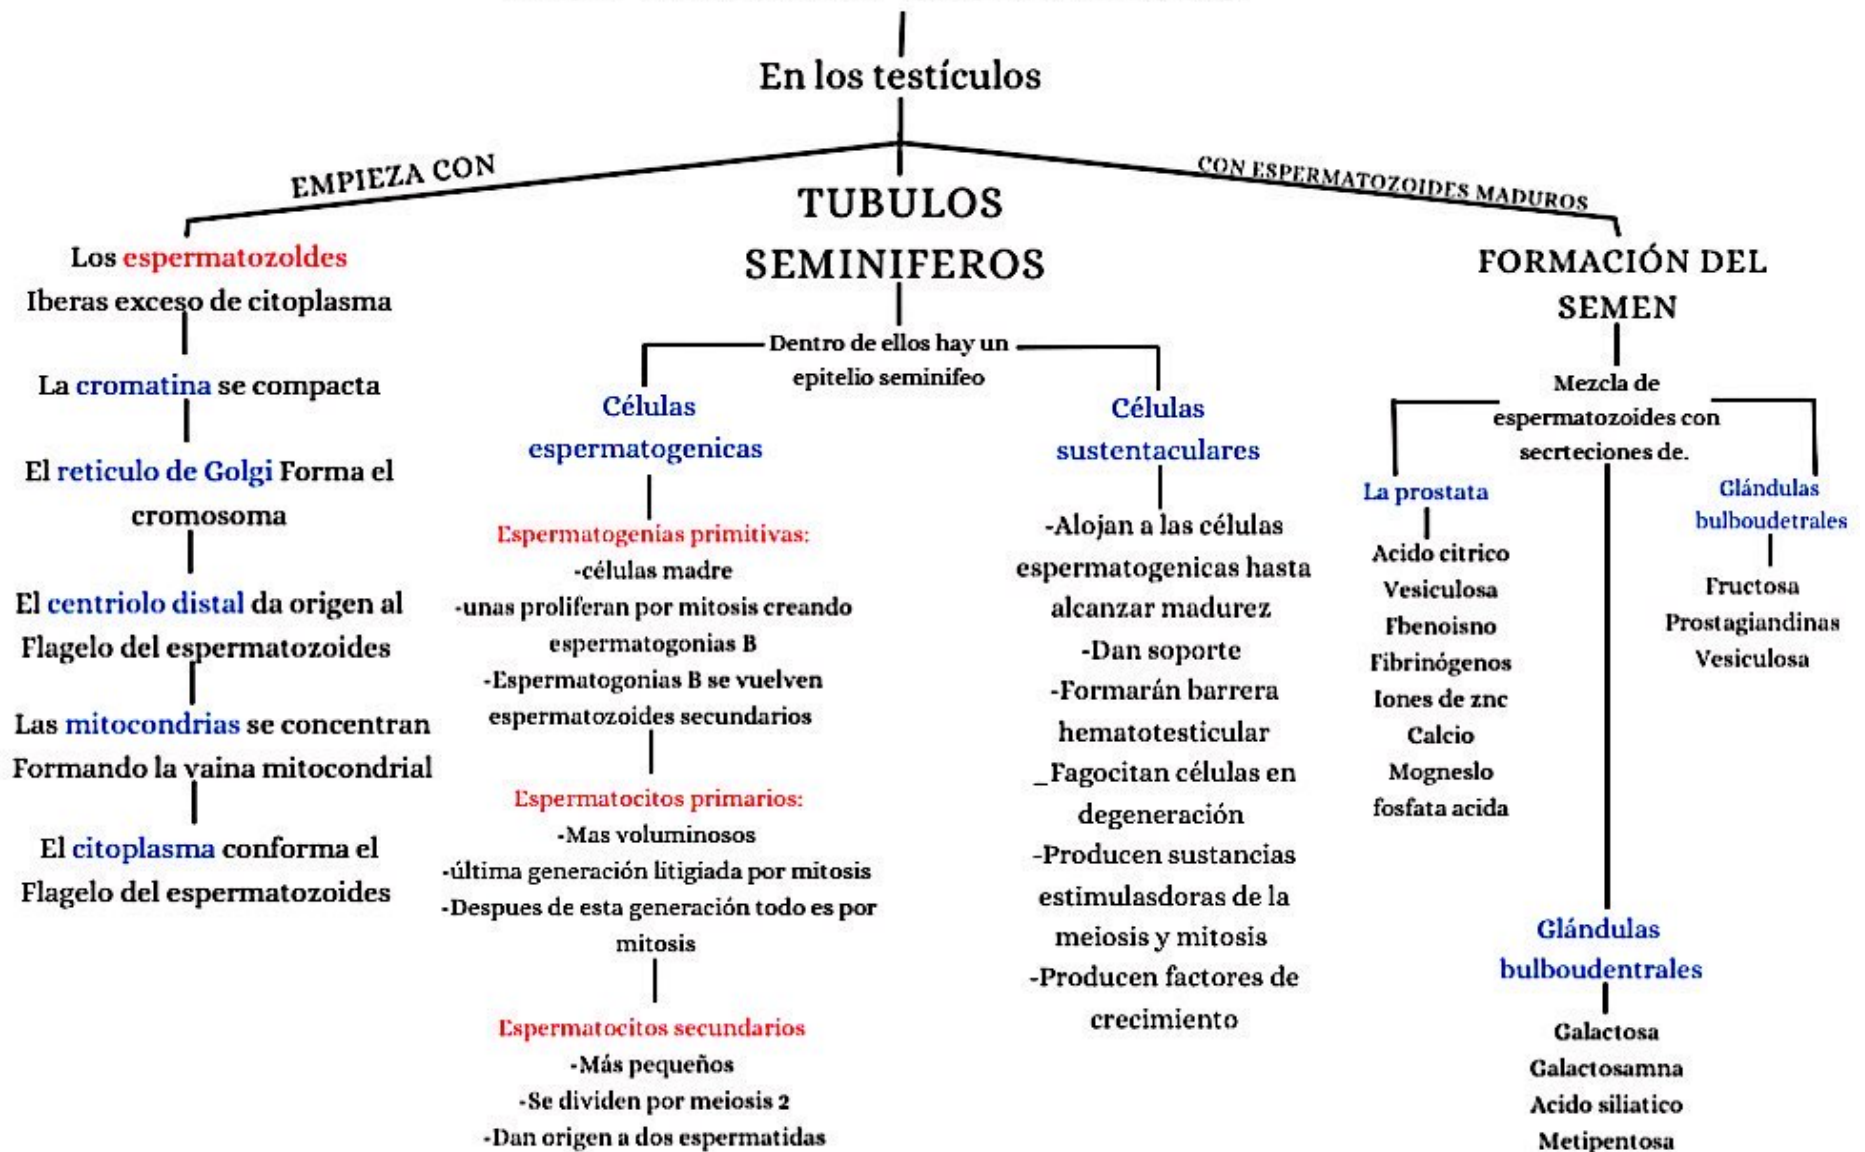 En los testículos
EMPIEZA CON
CON ESPERMATOZOIDES MADUROS
Los espermatozoldes
Iberas exceso de citoplasma
La cromatina se compacta
El reticulo de Golgi Forma el
cromosoma
El centriolo distal da origen al
Flagelo del espermatozoides
Las mitocondrias se concentran
Formando la vaina mitocondrial
El citoplasma conforma el
Flagelo del espermatozoides
TUBULOS
SEMINIFEROS
Dentro de ellos hay un
epitelio seminifeo
Células
espermatogenicas
Espermatogenias primitivas:
-células madre
-unas proliferan por mitosis creando
espermatogonias B
-Espermatogonias B se vuelven
espermatozoides secundarios
Espermatocitos primarios:
-Mas voluminosos
-última generación litigiada por mitosis
-Despues de esta generación todo es por
mitosis
Espermatocitos secundarios
-Más pequeños
-Se dividen por meiosis 2
-Dan origen a dos espermatidas
Células
sustentaculares
-Alojan a las células
espermatogenicas hasta
alcanzar madurez
-Dan soporte
-Formarán barrera
hematotesticular
_Fagocitan células en
degeneración
-Producen sustancias
estimulasdoras de la
meiosis y mitosis
-Producen factores de
crecimiento
FORMACIÓN DEL
SEMEN
Mezcla de
espermatozoides con
secrteciones de.
La prostata
Acido citrico
Vesiculosa
Fbenoisno
Fibrinógenos
Iones de znc
Calcio
Mogneslo
fosfata acida
Glándulas
bulboudetrales
Fructosa
Prostagiandinas
Vesiculosa
Glándulas
bulboudentrales
Galactosa
Galactosamna
Acido siliatico
Metipentosa